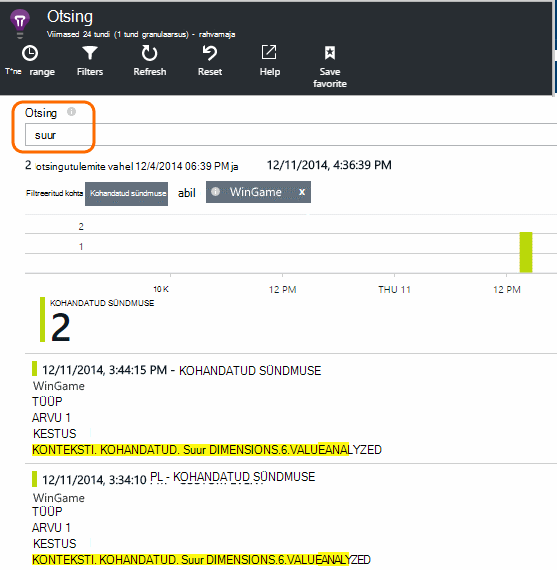 Otsing
Viimased 24 tundi (1 tund granulaarsus) - rahvamaja
T*ne range Filters Refresh Reset Help Save favorite
Otsing
suur
2 otsingutulemite vahel 12/4/2014 06:39 PM ja 12/11/2014, 4:36:39 PM
Filtreeritud kohta Kohandatud sündmuse abil WinGame x
2
1
10 K 12 PM THU 11 12 PM
KOHANDATUD SÜNDMUSE
2
12/11/2014, 3:44:15 PM - KOHANDATUD SÜNDMUSE
WinGame
TÜÜP
ARVU 1
KESTUS
KONTEKSTI. KOHANDATUD. Suur DIMENSIONS.6.VALUEANALYZED
12/11/2014, 3:34:10 PL - KOHANDATUD SÜNDMUSE
WinGame
TÜÜP
ARVU 1
KESTUS
KONTEKSTI. KOHANDATUD. Suur DIMENSIONS.6.VALUEANALYZED